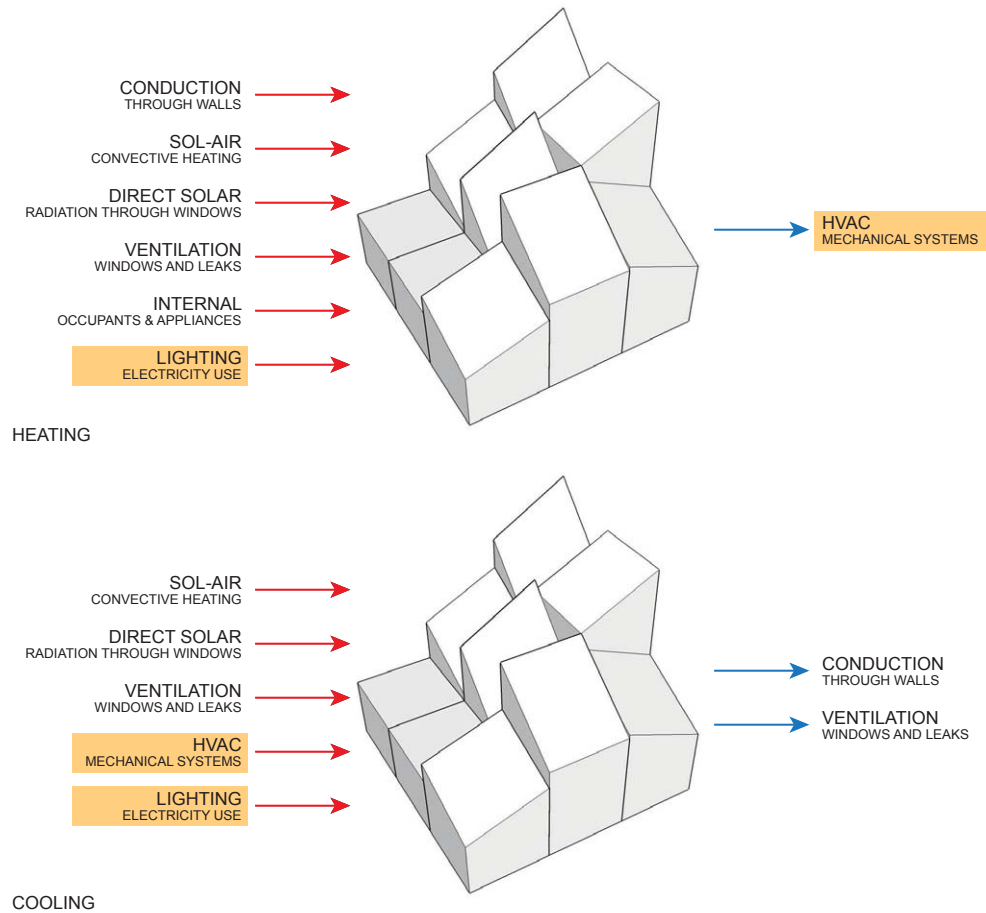 CONDUCTION
THROUGH WALLS
SOL-AIR
CONVECTIVE HEATING
DIRECT SOLAR
RADIATION THROUGH WINDOWS
VENTILATION
WINDOWS AND LEAKS
INTERNAL
OCCUPANTS & APPLIANCES
LIGHTING
ELECTRICITY USE
HVAC
MECHANICAL SYSTEMS
HEATING
SOL-AIR
CONVECTIVE HEATING
DIRECT SOLAR
RADIATION THROUGH WINDOWS
VENTILATION
WINDOWS AND LEAKS
HVAC
MECHANICAL SYSTEMS
LIGHTING
ELECTRICITY USE
CONDUCTION
THROUGH WALLS
VENTILATION
WINDOWS AND LEAKS
COOLING